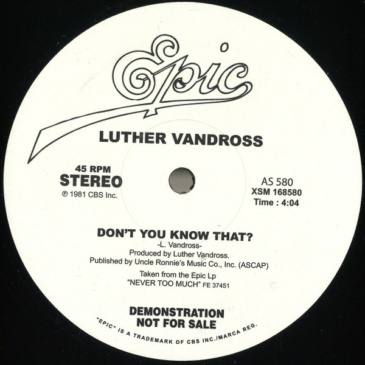 Epic
LUTHER VANDROSS
45 RPM
STEREO
℗ 1981 CBS Inc.
AS 580
XSM 168580
Time : 4:04
DON'T YOU KNOW THAT?
-L. Vandross-
Produced by Luther Vandross.
Published by Uncle Ronnie's Music Co., Inc. (ASCAP)
Taken from the Epic Lp
"NEVER TOO MUCH" FE 37451
DEMONSTRATION
NOT FOR SALE
"EPIC" IS A TRADEMARK OF CBS INC./MARCA REG.